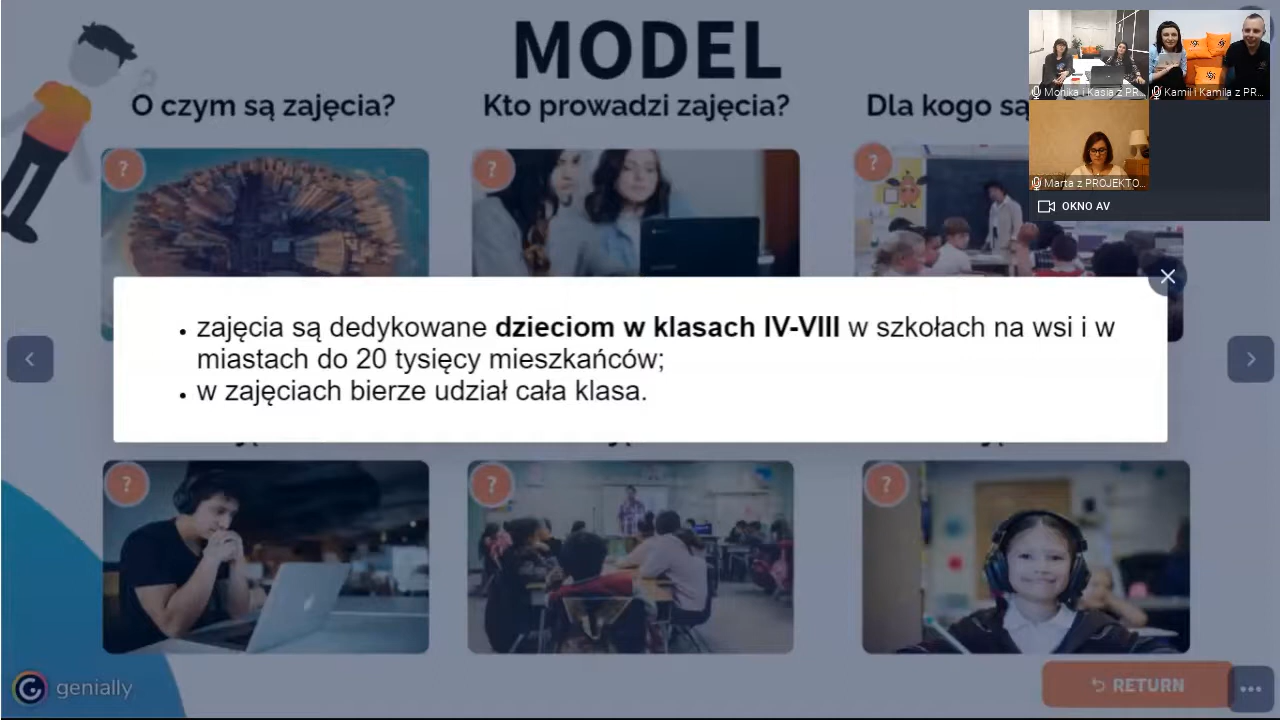 MODEL
O czym są zajęcia?
Kto prowadzi zajęcia?
Dla kogo są
Monika i Kasia z PR...
Kamil i Kamila z PR...
Marta z PROJEKTO...
OKNO AV
?
?
?
• zajęcia są dedykowane dzieciom w klasach IV-VIII w szkołach na wsi i w
miastach do 20 tysięcy mieszkańców;
• w zajęciach bierze udział cała klasa.
?
?
?
genially
RETURN